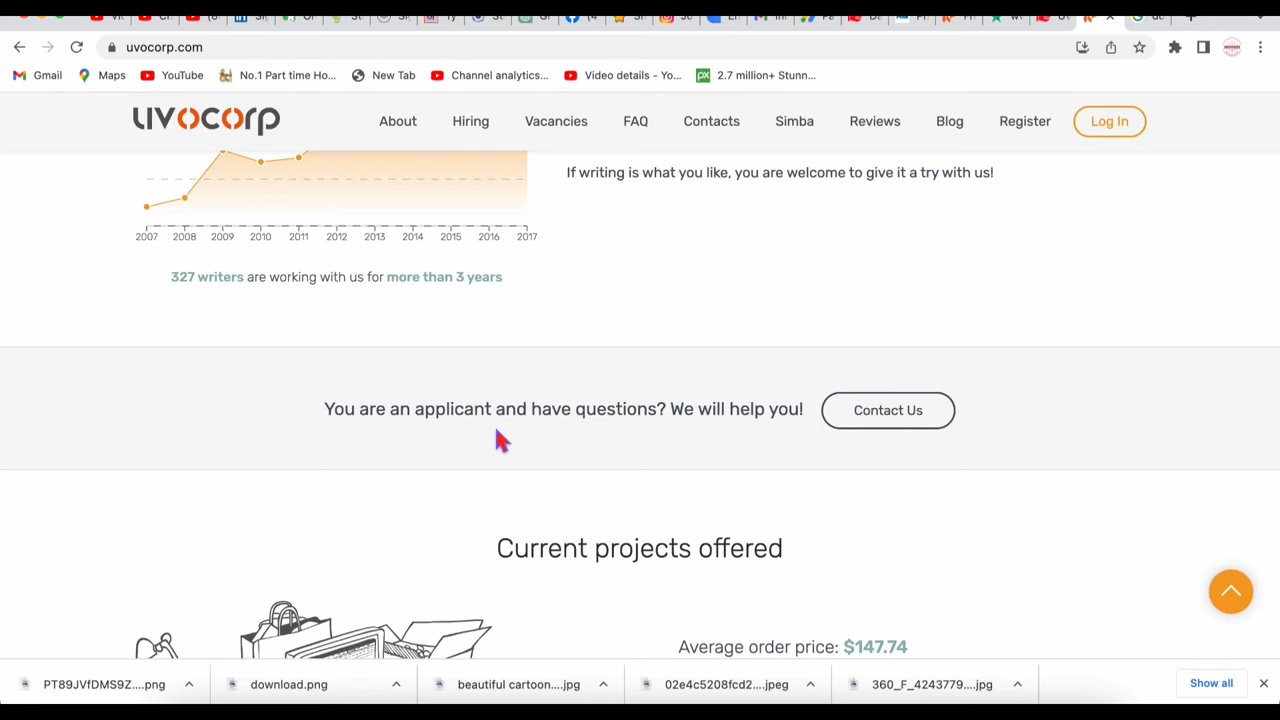 uvocorp.com
Gmail
Maps
YouTube
No.1 Part time Ho...
New Tab
Channel analytics...
Video details - Yo...
2.7 million+ Stunn...
uvocorp
About
Hiring
Vacancies
FAQ
Contacts
Simba
Reviews
Blog
Register
Log In
If writing is what you like, you are welcome to give it a try with us!
2007 2008 2009 2010 2011 2012 2013 2014 2015 2016 2017
327 writers are working with us for more than 3 years
You are an applicant and have questions? We will help you!
Contact Us
Current projects offered
Average order price: $147.74
PT89JVfDMS9Z....png
download.png
beautiful cartoon....jpg
02e4c5208fcd2....jpeg
360_F_4243779....jpg
Show all